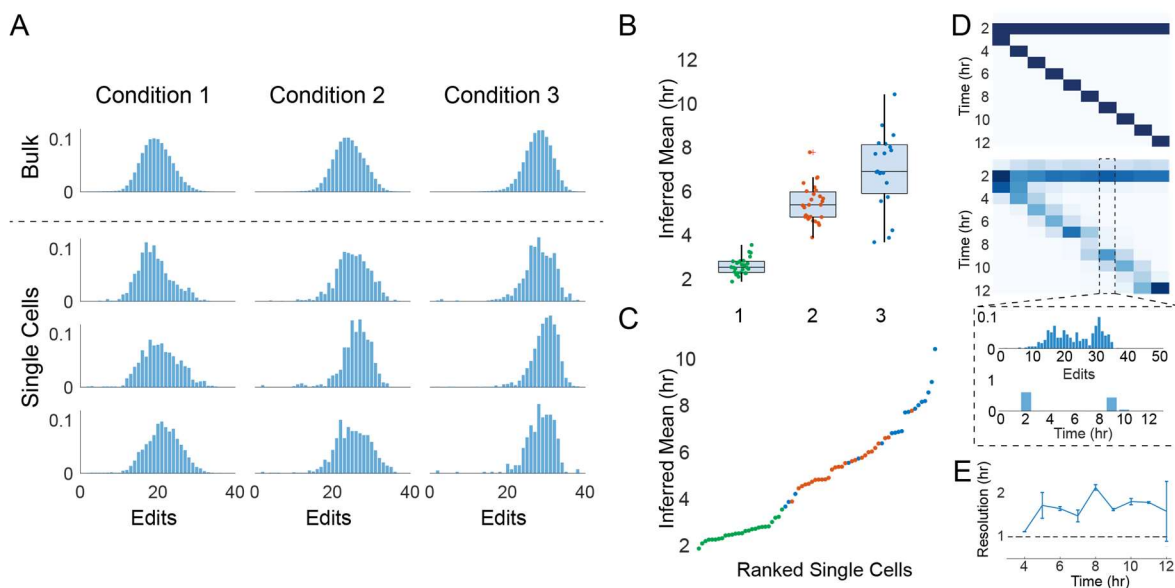 A
Condition 1 Condition 2 Condition 3
Bulk
0.1
0
Single Cells
0.1
0
0.1
0
0.1
0
0 20 40 0 20 40 0 20 40
Edits Edits Edits
B
Inferred Mean (hr)
12
10
8
6
4
2
1 2 3
C
Inferred Mean (hr)
10
8
6
4
2
Ranked Single Cells
D
Time (hr)
2
4
6
8
10
12
Time (hr)
2
4
6
8
10
12
0.1
0
0 10 20 30 40 50
Edits
1
0
0 2 4 6 8 10 12
Time (hr)
E
Resolution (hr)
2
1
4 6 8 10 12
Time (hr)